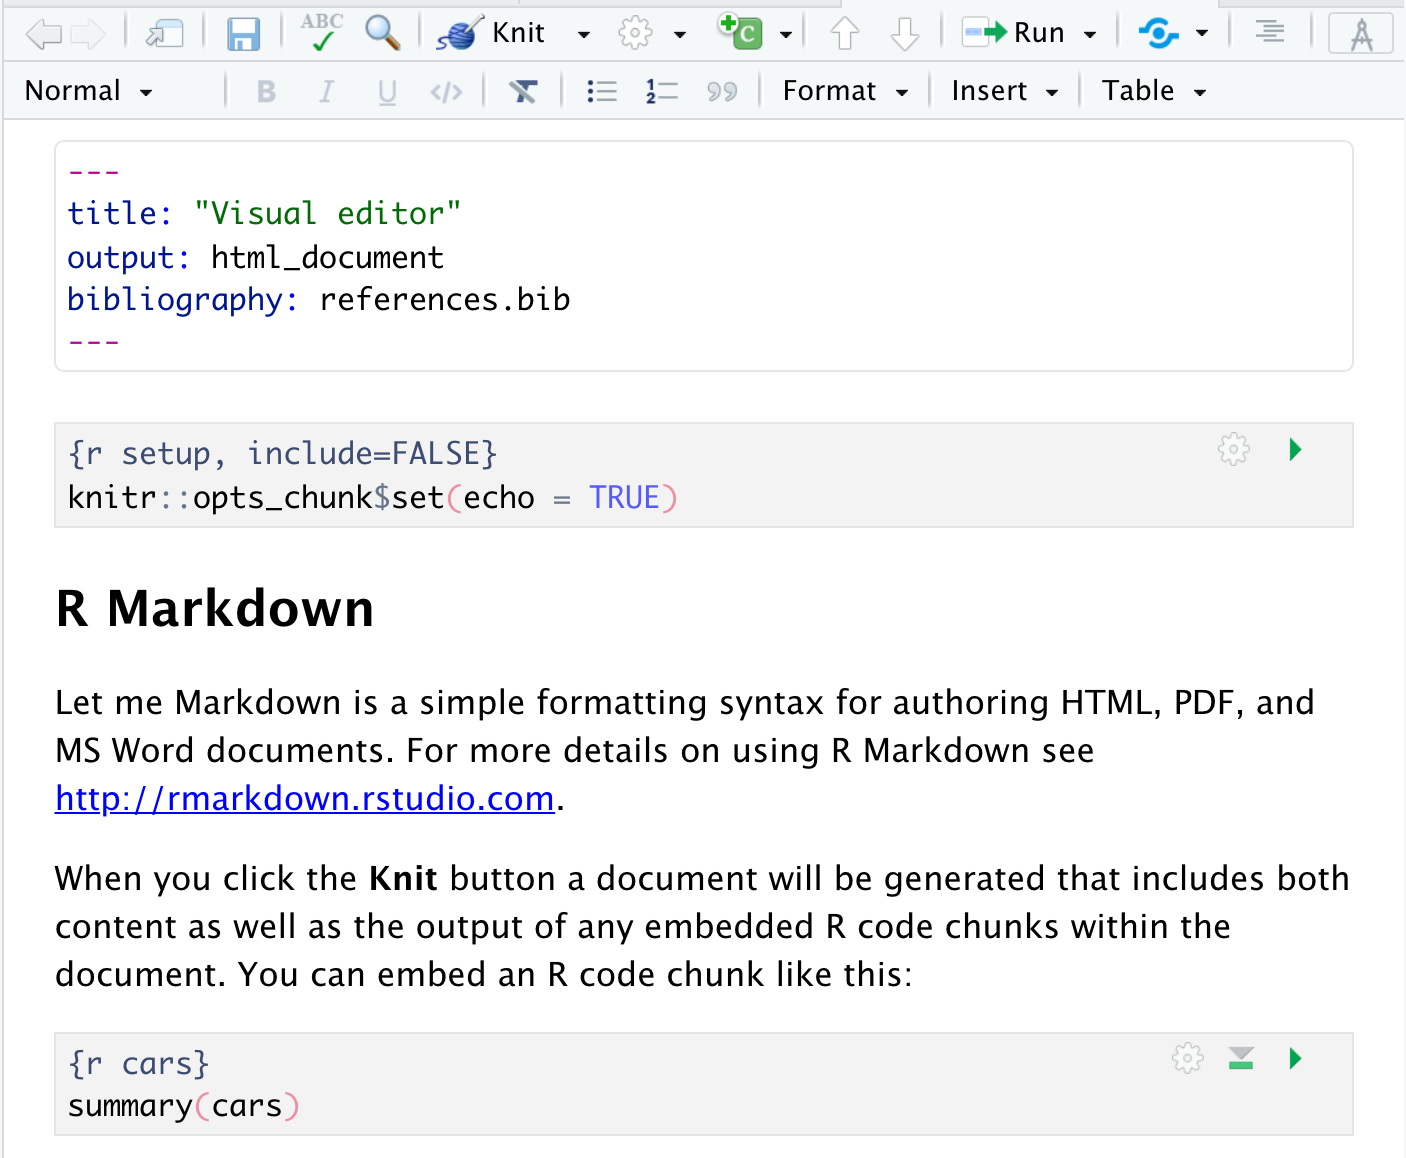 ABC Knit C Run
Normal B I U </> Format Insert Table
---
title: "Visual editor"
output: html_document
bibliography: references.bib
---
{r setup, include=FALSE}
knitr::opts_chunk$set(echo = TRUE)
R Markdown
Let me Markdown is a simple formatting syntax for authoring HTML, PDF, and
MS Word documents. For more details on using R Markdown see
http://rmarkdown.rstudio.com.
When you click the Knit button a document will be generated that includes both
content as well as the output of any embedded R code chunks within the
document. You can embed an R code chunk like this:
{r cars}
summary(cars)